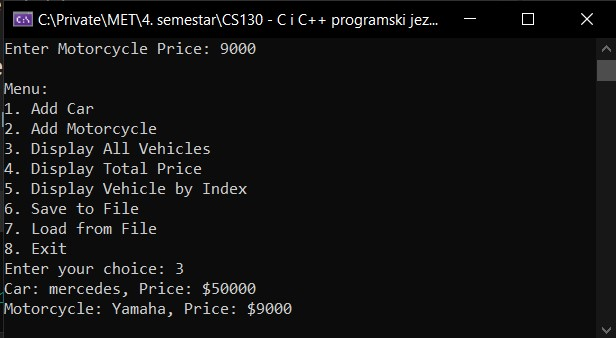 C:\Private\MET\4. semestar\CS130 - C i C++ programski jez...
Enter Motorcycle Price: 9000
Menu:
1. Add Car
2. Add Motorcycle
3. Display All Vehicles
4. Display Total Price
5. Display Vehicle by Index
6. Save to File
7. Load from File
8. Exit
Enter your choice: 3
Car: mercedes, Price: $50000
Motorcycle: Yamaha, Price: $9000